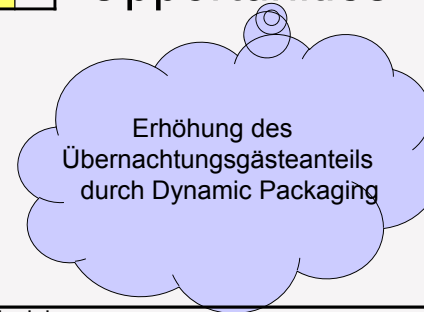 Erhöhung des
Übernachtungsgästeanteils
durch Dynamic Packaging